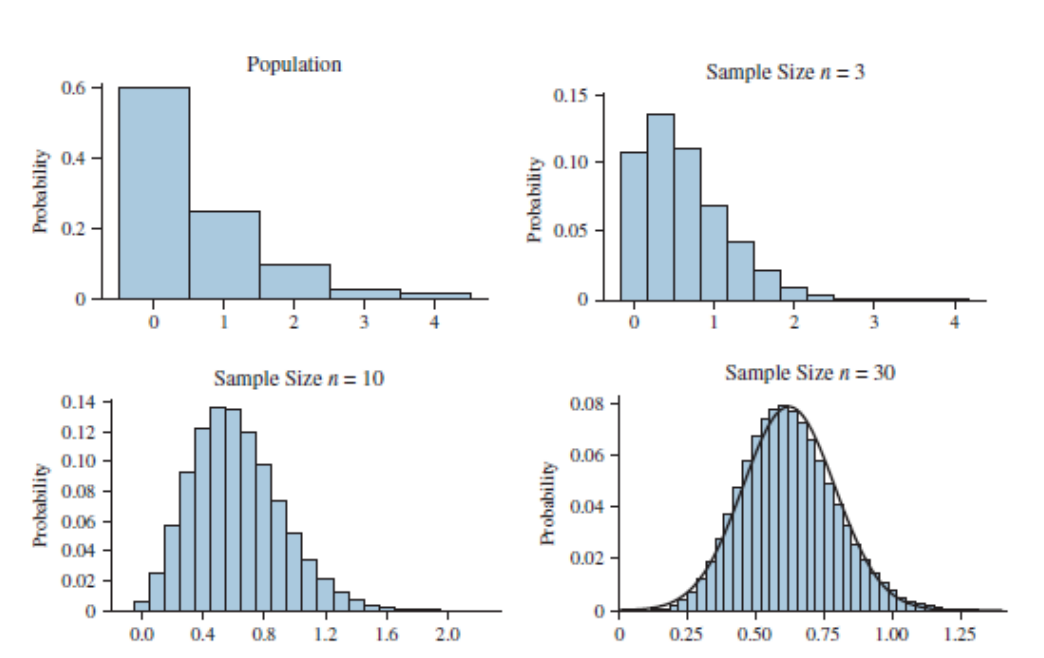 Population
0.6
0.4
0.2
0
Probability
0 1 2 3 4
Sample Size n = 3
0.15
0.10
0.05
0
Probability
0 1 2 3 4
Sample Size n = 10
0.14
0.12
0.10
0.08
0.06
0.04
0.02
0
Probability
0.0 0.4 0.8 1.2 1.6 2.0
Sample Size n = 30
0.08
0.06
0.04
0.02
0
Probability
0 0.25 0.50 0.75 1.00 1.25